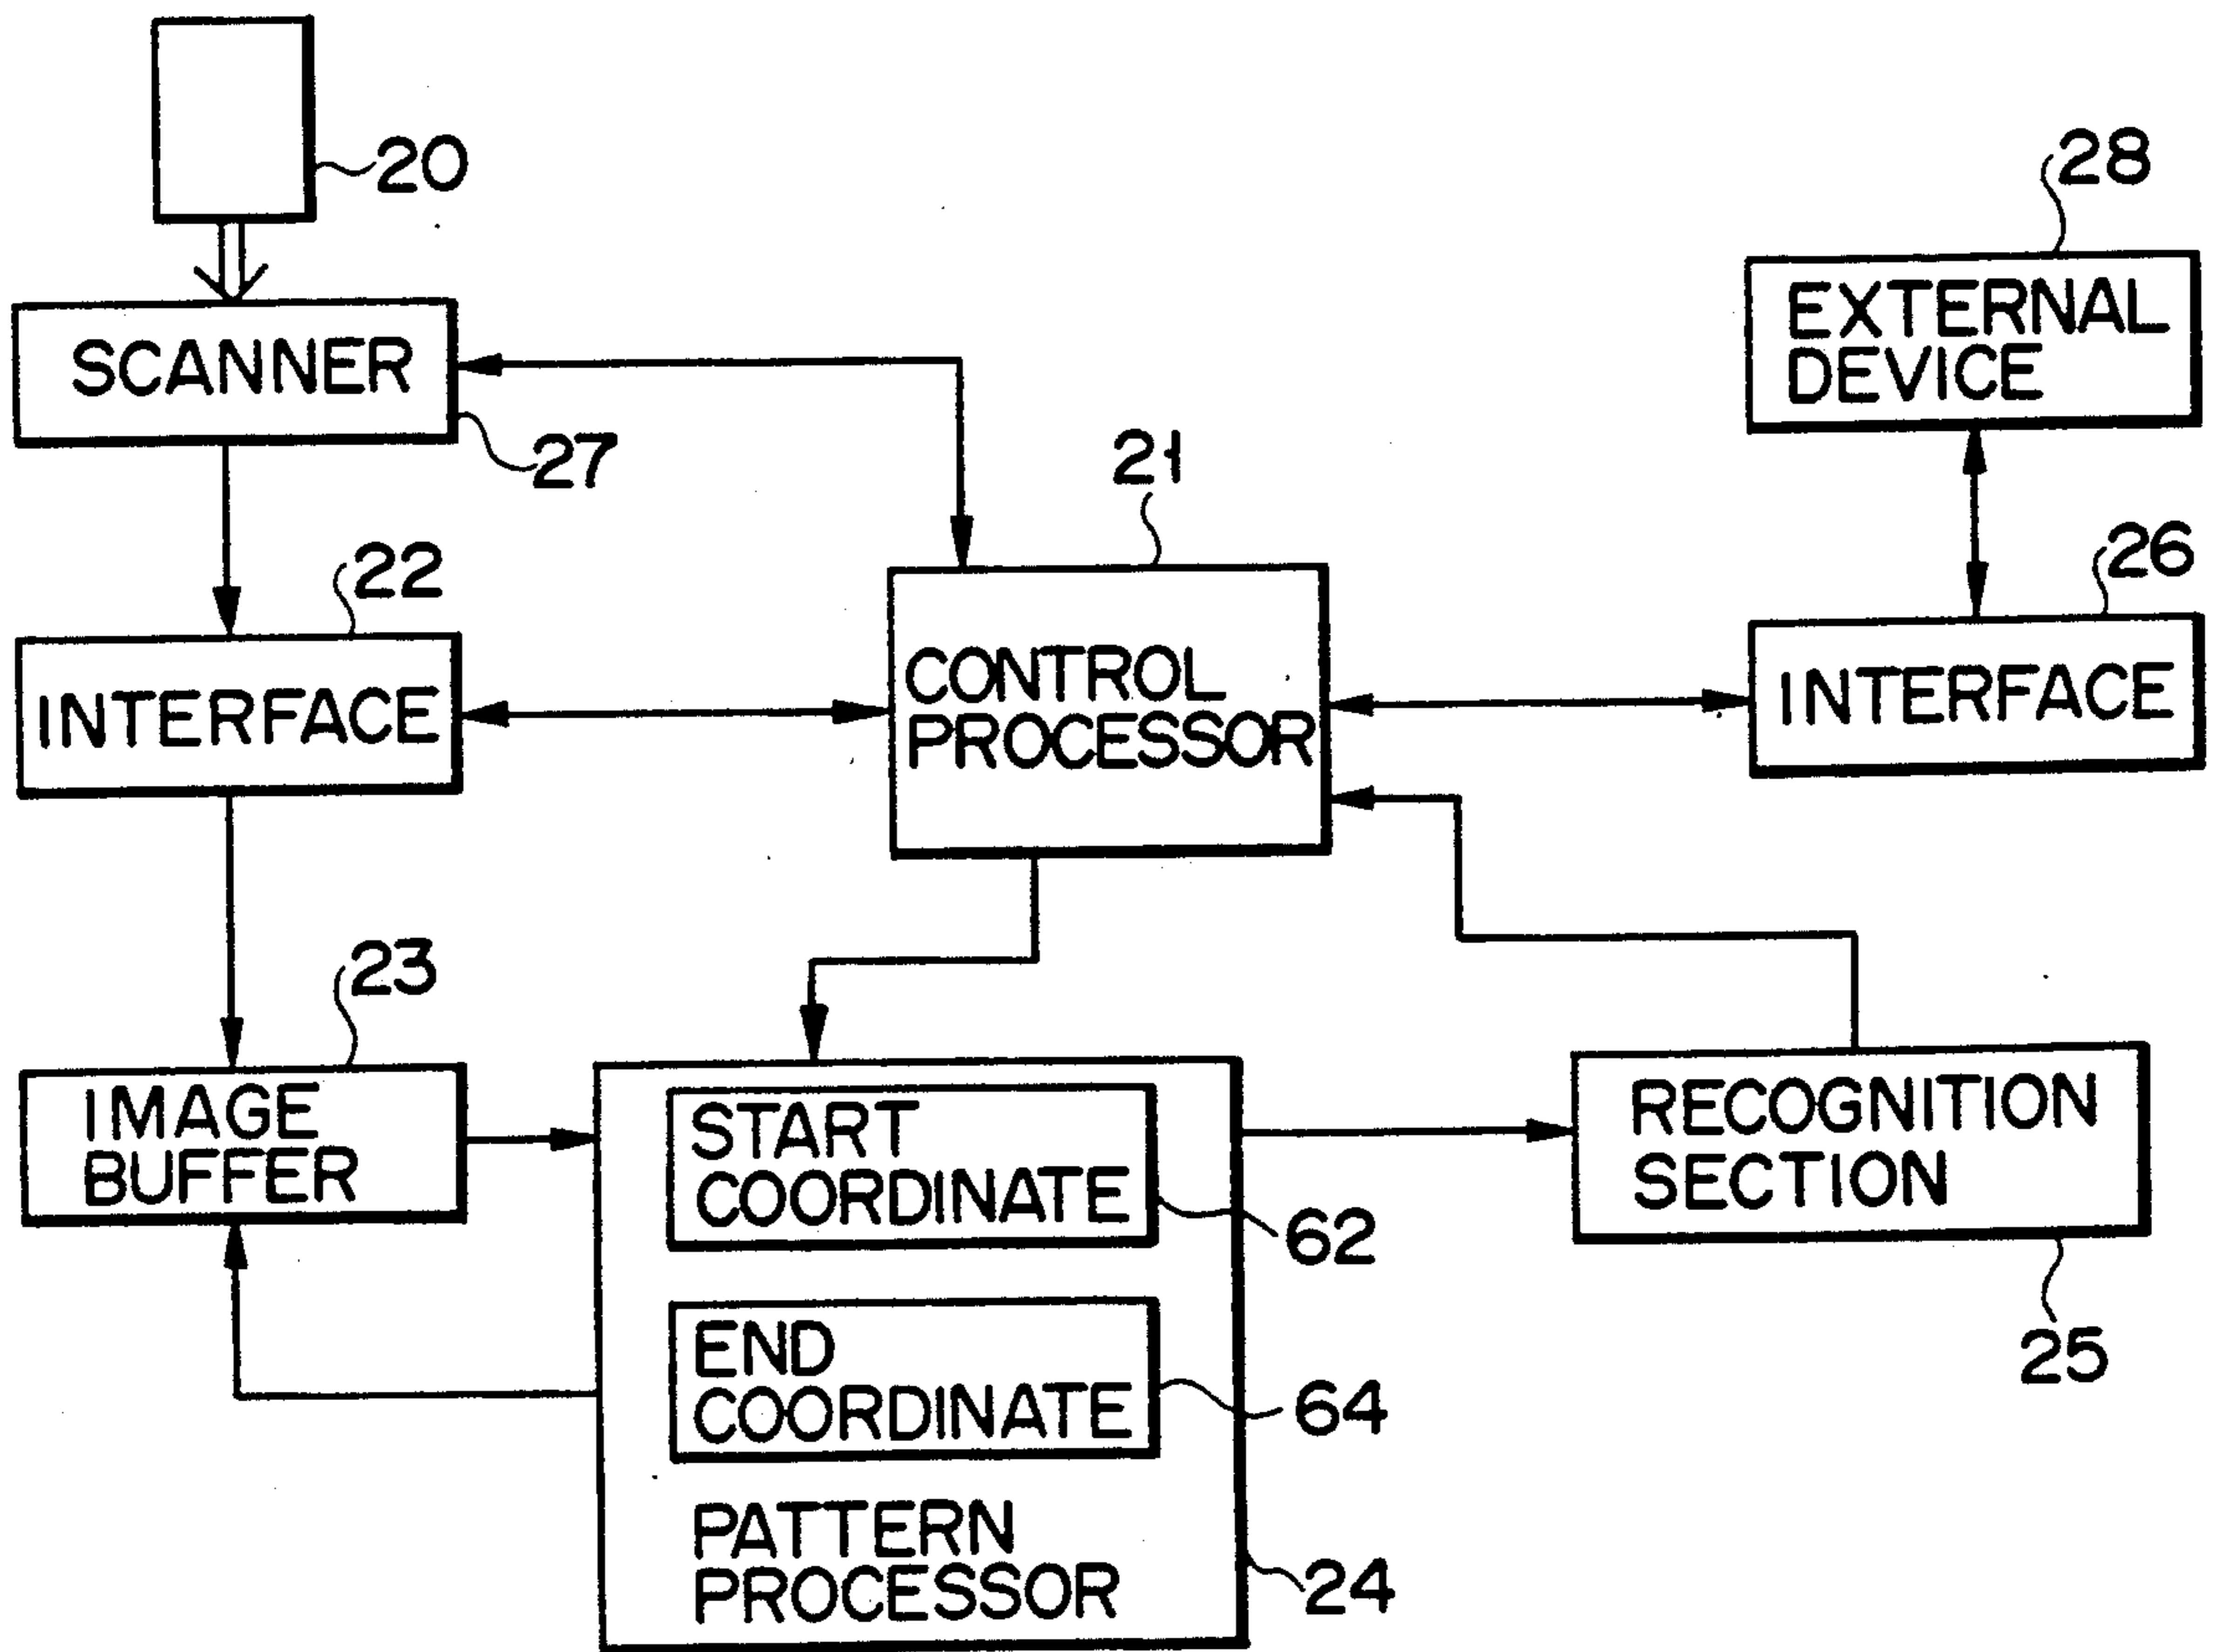 20
SCANNER
27
28
EXTERNAL
DEVICE
22
INTERFACE
21
CONTROL
PROCESSOR
26
INTERFACE
23
IMAGE
BUFFER
START
COORDINATE
62
END
COORDINATE
64
PATTERN
PROCESSOR
24
RECOGNITION
SECTION
25